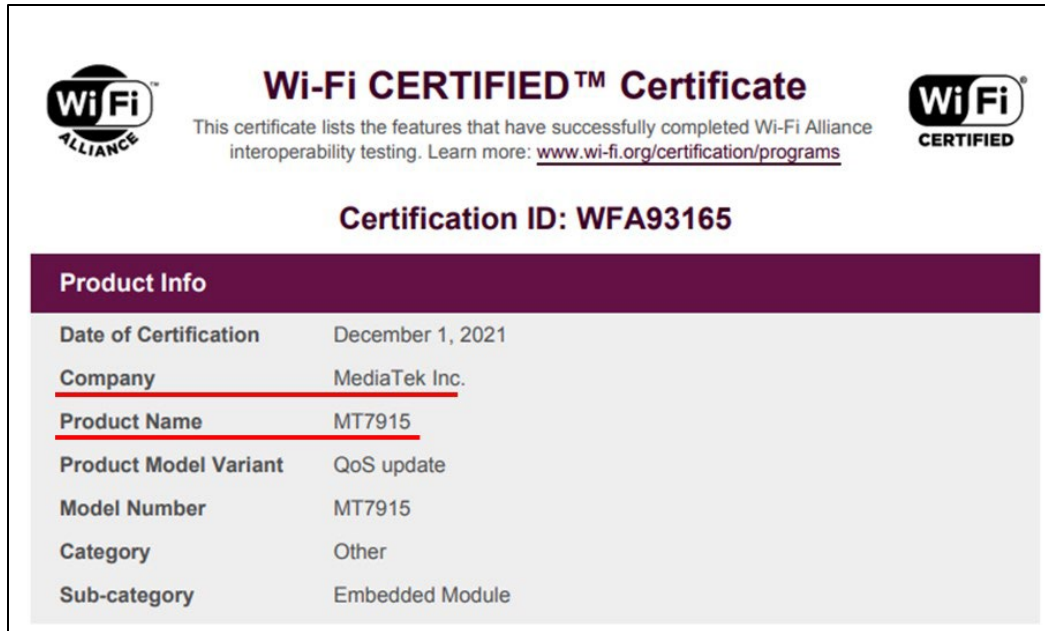 Wi Fi
ALLIANCE
™
Wi-Fi CERTIFIED™ Certificate
This certificate lists the features that have successfully completed Wi-Fi Alliance
interoperability testing. Learn more: www.wi-fi.org/certification/programs
Wi Fi
®
CERTIFIED
Certification ID: WFA93165
Product Info
Date of Certification December 1, 2021
Company MediaTek Inc.
Product Name MT7915
Product Model Variant QoS update
Model Number MT7915
Category Other
Sub-category Embedded Module